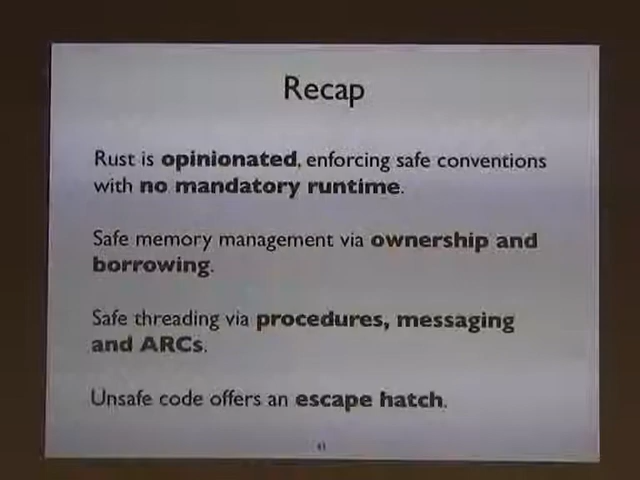 Recap
Rust is opinionated, enforcing safe conventions
with no mandatory runtime.
Safe memory management via ownership and
borrowing.
Safe threading via procedures, messaging
and ARCs.
Unsafe code offers an escape hatch.